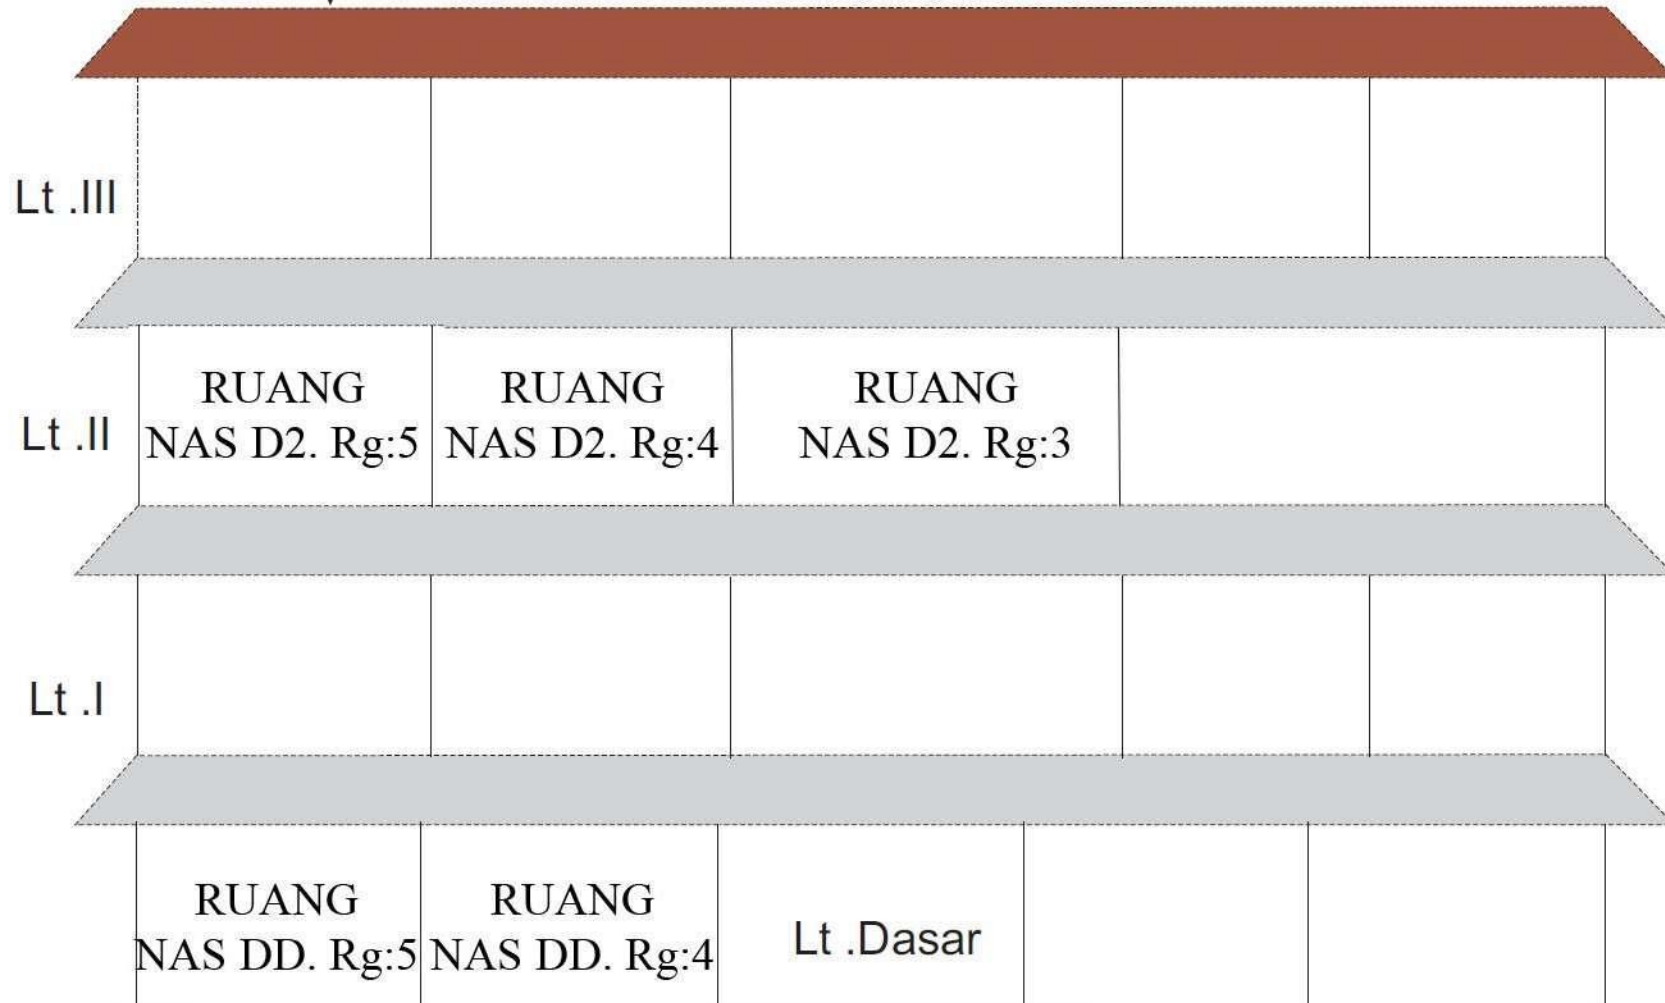 Lt .III
RUANG
NAS D2. Rg:5
RUANG
NAS D2. Rg:4
RUANG
NAS D2. Rg:3
Lt .II
Lt .I
RUANG
NAS DD. Rg:5
RUANG
NAS DD. Rg:4
Lt .Dasar